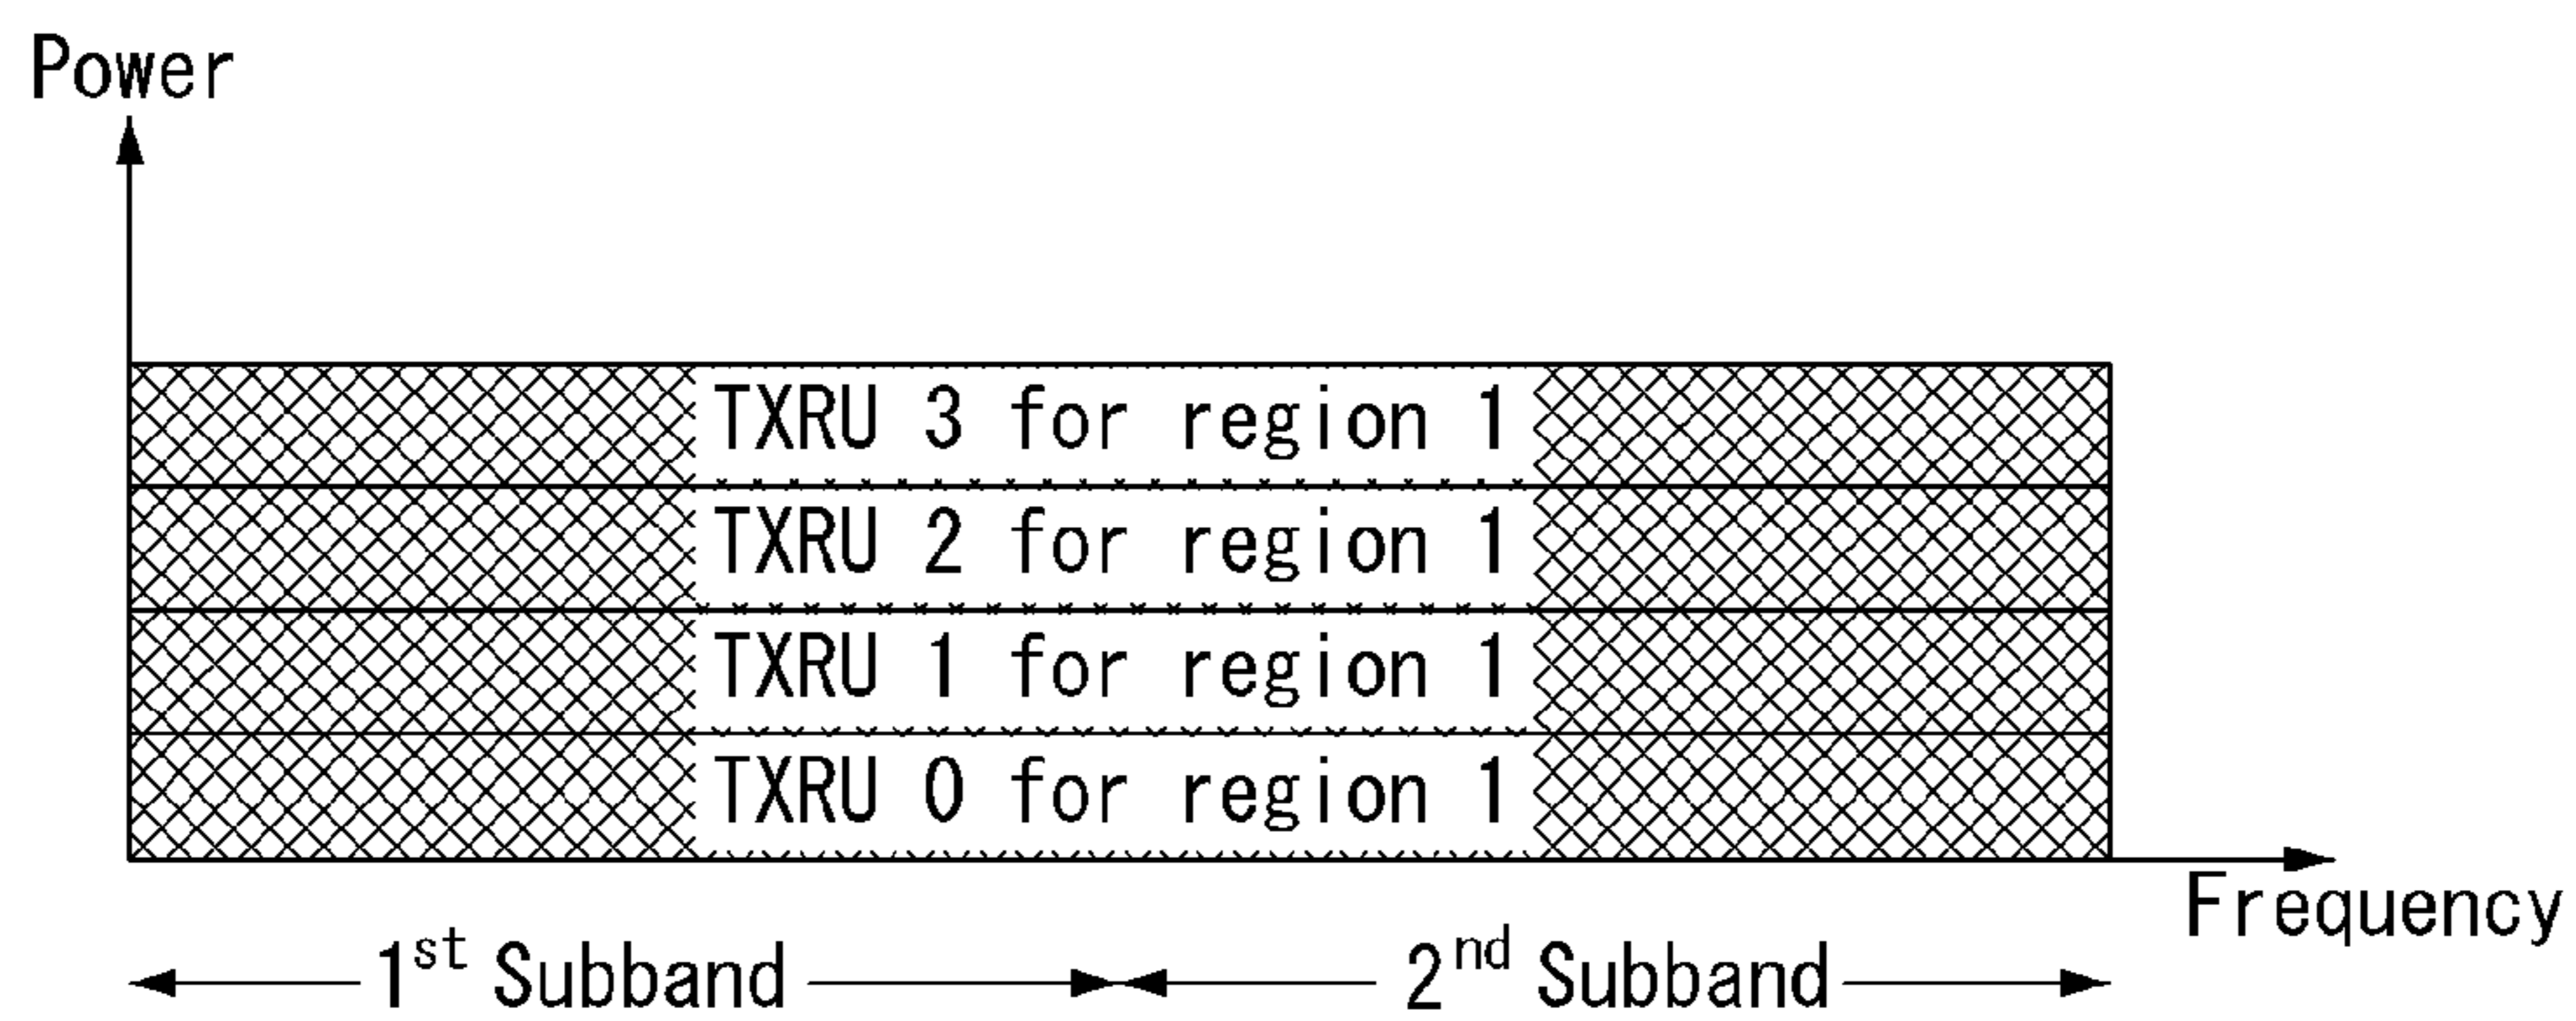 Power
TXRU 3 for region 1
TXRU 2 for region 1
TXRU 1 for region 1
TXRU 0 for region 1
Frequency
1st Subband 2nd Subband